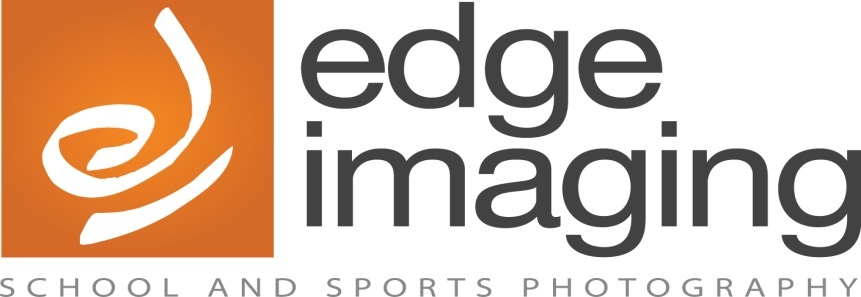 edge
imaging
SCHOOL AND SPORTS PHOTOGRAPHY